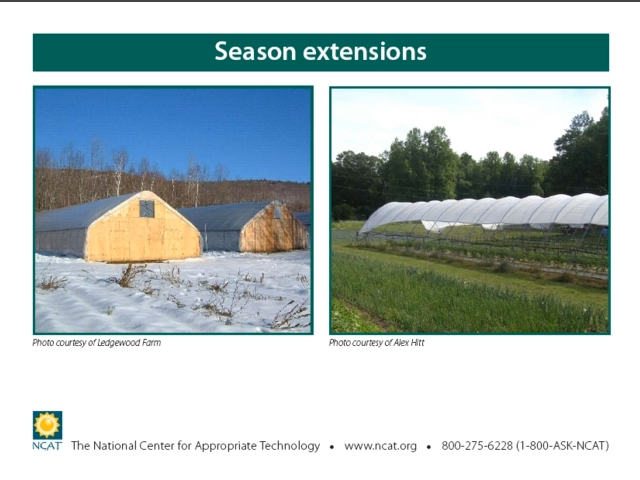 Season extensions
Photo courtesy of Ledgewood Farm
Photo courtesy of Alex Hitt
NCAT
The National Center for Appropriate Technology • www.ncat.org • 800-275-6228 (1-800-ASK-NCAT)